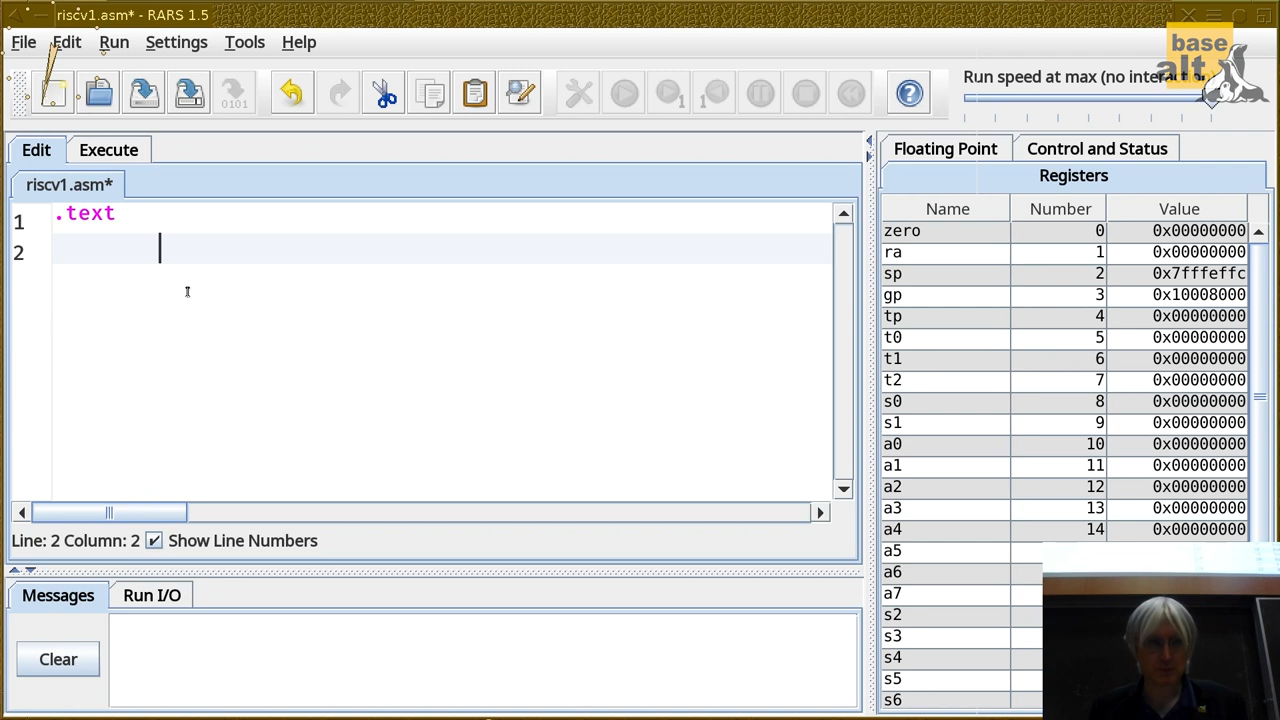 riscv1.asm* - RARS 1.5
File Edit Run Settings Tools Help
base
alt
Run speed at max (no interaction)
0101
1
1
?
Edit Execute
Floating Point Control and Status
Registers
riscv1.asm*
1 .text
2
Line: 2 Column: 2 Show Line Numbers
Messages Run I/O
Clear
Name Number Value
zero 0 0x00000000
ra 1 0x00000000
sp 2 0x7fffeffc
gp 3 0x10008000
tp 4 0x00000000
t0 5 0x00000000
t1 6 0x00000000
t2 7 0x00000000
s0 8 0x00000000
s1 9 0x00000000
a0 10 0x00000000
a1 11 0x00000000
a2 12 0x00000000
a3 13 0x00000000
a4 14 0x00000000
a5
a6
a7
s2
s3
s4
s5
s6